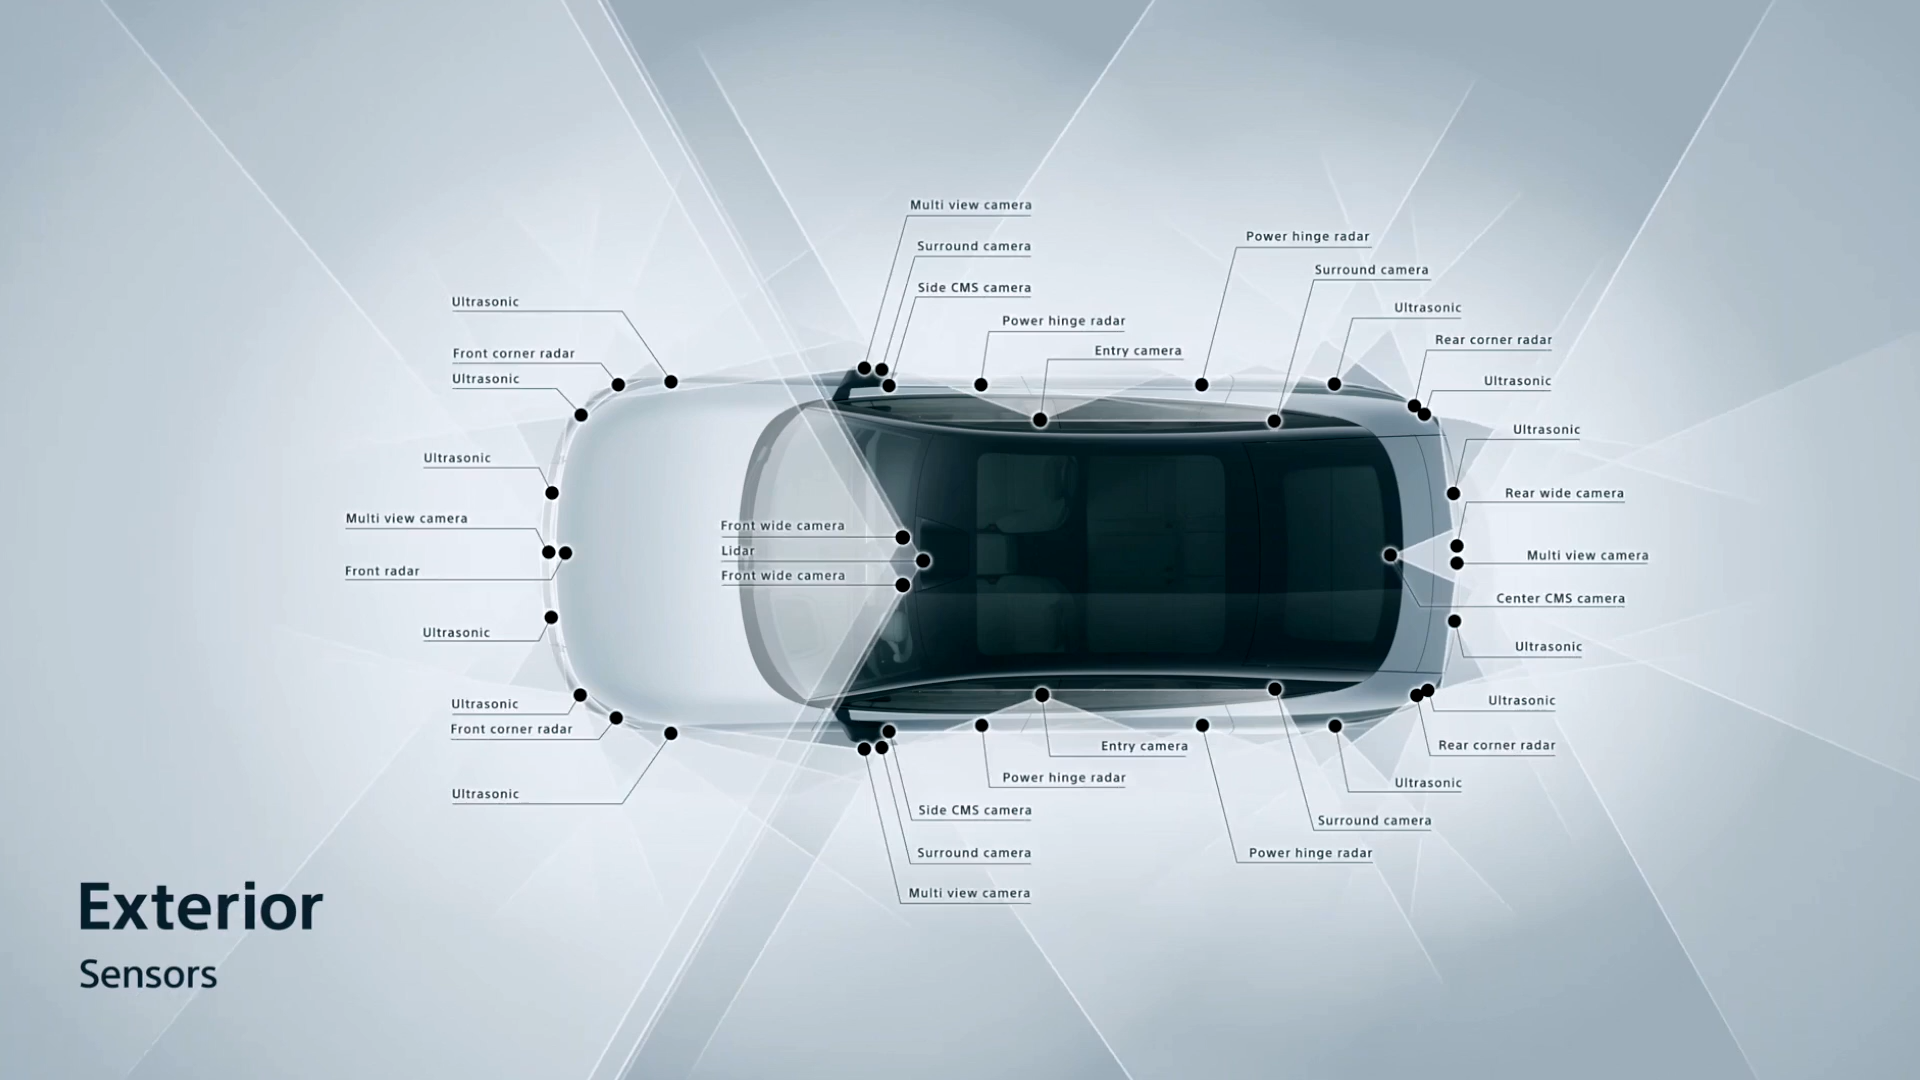 Multi view camera
Surround camera
Side CMS camera
Power hinge radar
Entry camera
Power hinge radar
Surround camera
Ultrasonic
Rear corner radar
Ultrasonic
Ultrasonic
Rear wide camera
Multi view camera
Center CMS camera
Ultrasonic
Ultrasonic
Rear corner radar
Ultrasonic
Surround camera
Power hinge radar
Ultrasonic
Front corner radar
Ultrasonic
Ultrasonic
Multi view camera
Front radar
Ultrasonic
Ultrasonic
Front corner radar
Ultrasonic
Front wide camera
Lidar
Front wide camera
Entry camera
Power hinge radar
Side CMS camera
Surround camera
Multi view camera
Exterior
Sensors